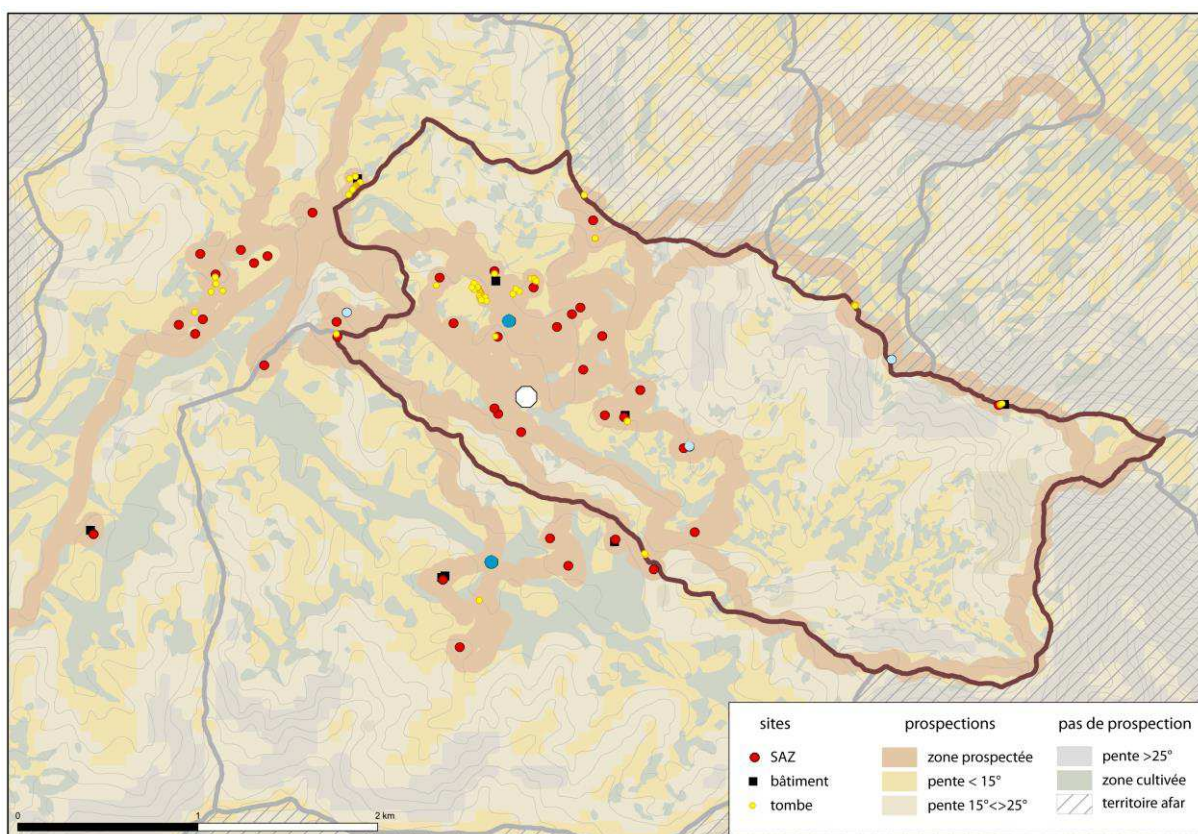 0
1
2 km
sites
SAZ
bâtiment
tombe
prospections
zone prospectée
pente < 15°
pente 15°<>25°
pas de prospection
pente >25°
zone cultivée
territoire afar